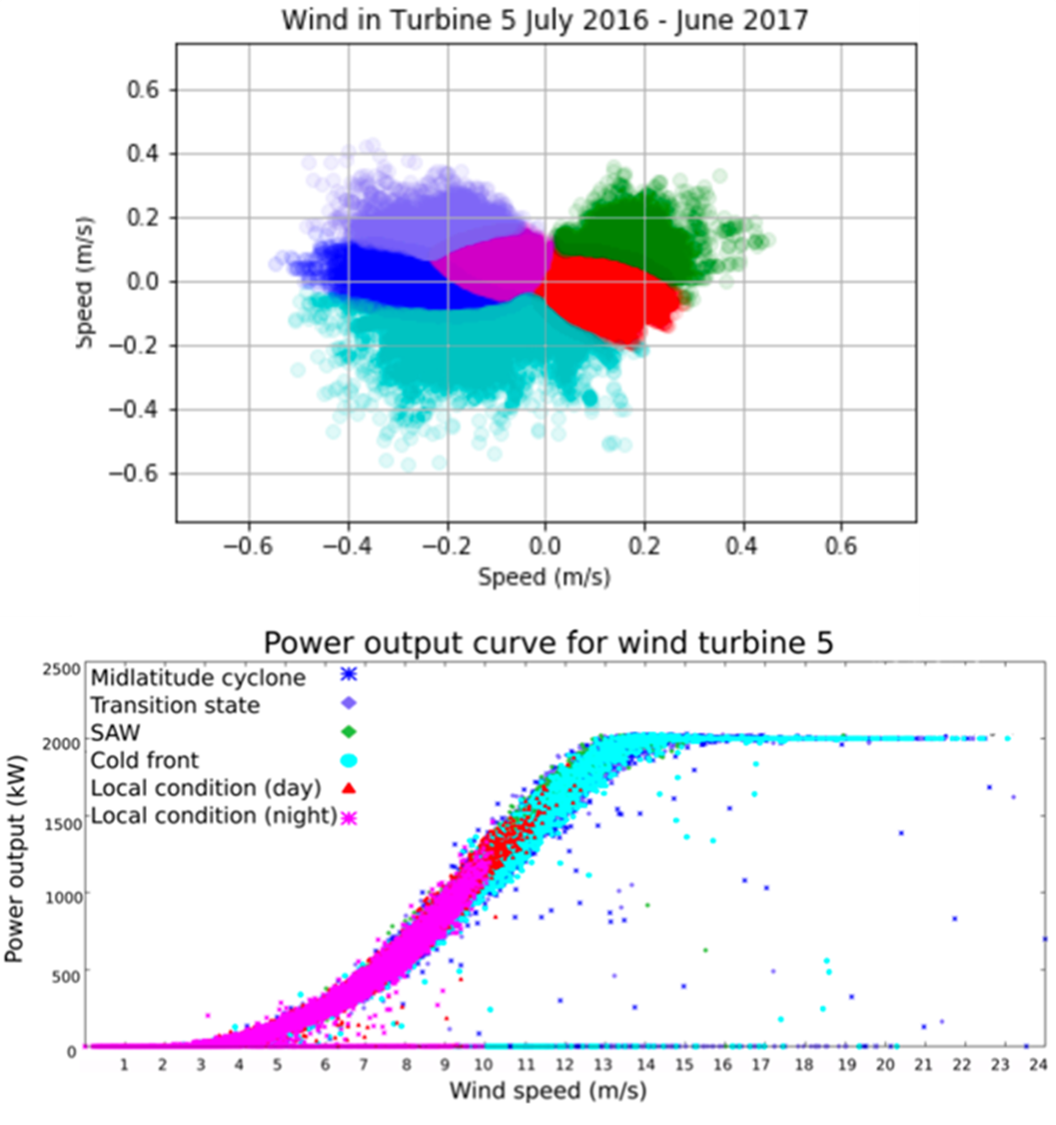 Wind in Turbine 5 July 2016 - June 2017
0.6
0.4
0.2
0.0
−0.2
−0.4
−0.6
Speed (m/s)
−0.6 −0.4 −0.2 0.0 0.2 0.4 0.6
Speed (m/s)
Power output curve for wind turbine 5
2500
2000
1500
1000
500
0
Power output (kW)
Midlatitude cyclone
Transition state
SAW
Cold front
Local condition (day)
Local condition (night)
1 2 3 4 5 6 7 8 9 10 11 12 13 14 15 16 17 18 19 20 21 22 23 24
Wind speed (m/s)